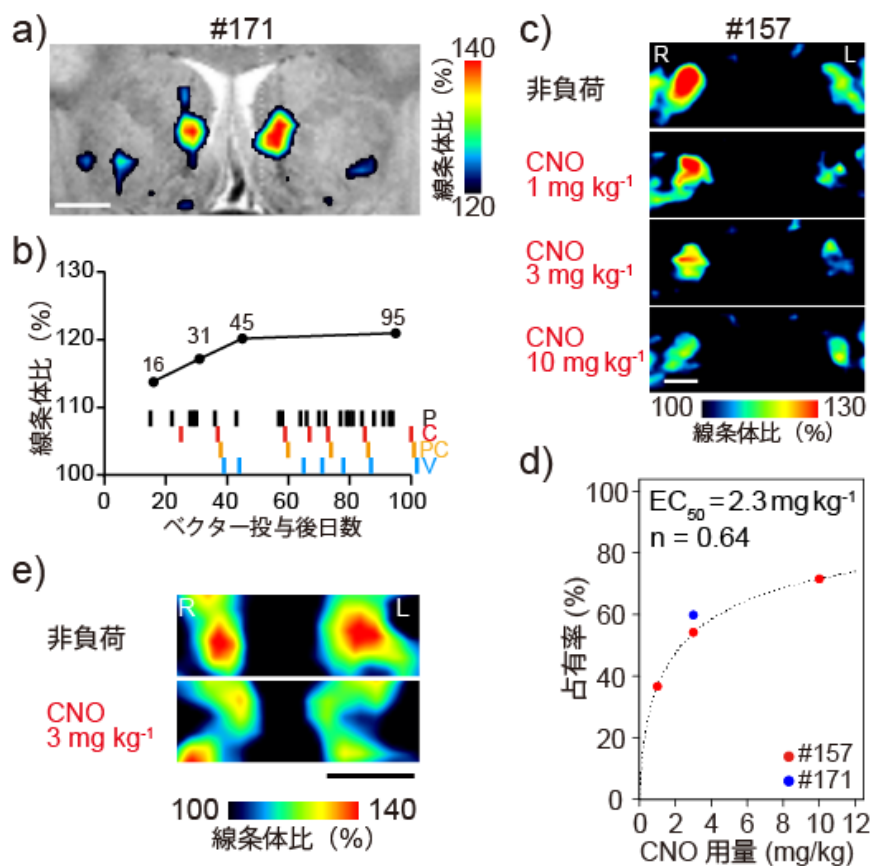 a)
#171
140
線条体比 (%)
120
b)
130
120
110
100
線条体比 (%)
16
31
45
95
P
C
PC
V
0
20
40
60
80
100
ベクター投与後日数
c)
#157
R
L
非負荷
CNO
1 mg kg-1
CNO
3 mg kg-1
CNO
10 mg kg-1
100
130
線条体比 (%)
d)
100
80
60
40
20
0
占有率 (%)
EC50 = 2.3 mg kg-1
n = 0.64
#157
#171
0 2 4 6 8 10 12
CNO 用量 (mg/kg)
e)
R
L
非負荷
CNO
3 mg kg-1
100
140
線条体比 (%)